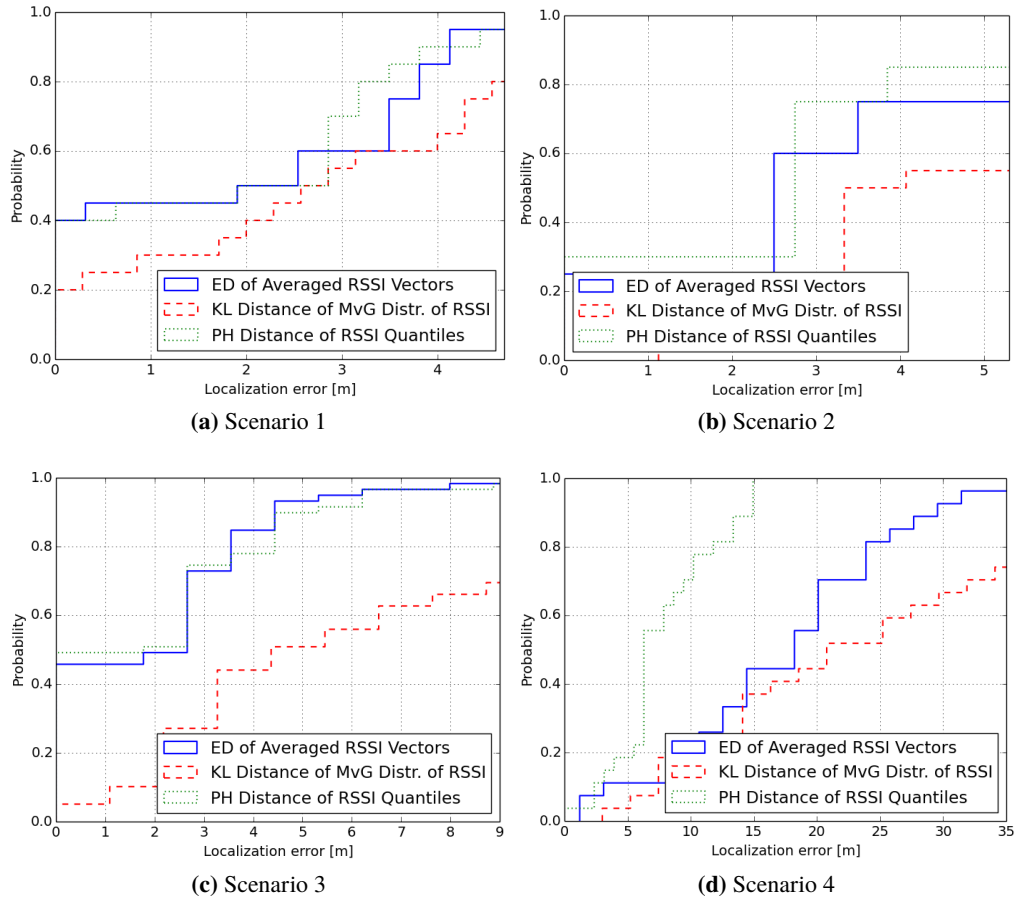 1.0
0.8
0.6
0.4
0.2
0.0
Probability
0 1 2 3 4
Localization error [m]
ED of Averaged RSSI Vectors
KL Distance of MvG Distr. of RSSI
PH Distance of RSSI Quantiles
(a) Scenario 1
1.0
0.8
0.6
0.4
0.2
0.0
Probability
0 1 2 3 4 5
Localization error [m]
ED of Averaged RSSI Vectors
KL Distance of MvG Distr. of RSSI
PH Distance of RSSI Quantiles
(b) Scenario 2
1.0
0.8
0.6
0.4
0.2
0.0
Probability
0 1 2 3 4 5 6 7 8 9
Localization error [m]
ED of Averaged RSSI Vectors
KL Distance of MvG Distr. of RSSI
PH Distance of RSSI Quantiles
(c) Scenario 3
1.0
0.8
0.6
0.4
0.2
0.0
Probability
0 5 10 15 20 25 30 35
Localization error [m]
ED of Averaged RSSI Vectors
KL Distance of MvG Distr. of RSSI
PH Distance of RSSI Quantiles
(d) Scenario 4